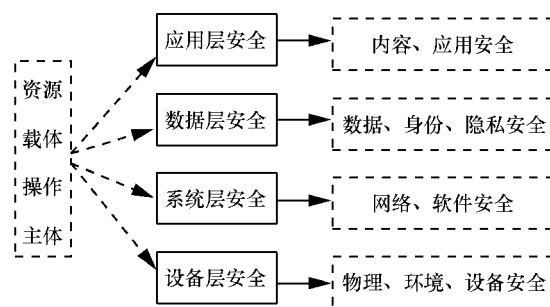 资源
载体
操作
主体
应用层安全
内容、应用安全
数据层安全
数据、身份、隐私安全
系统层安全
网络、软件安全
设备层安全
物理、环境、设备安全